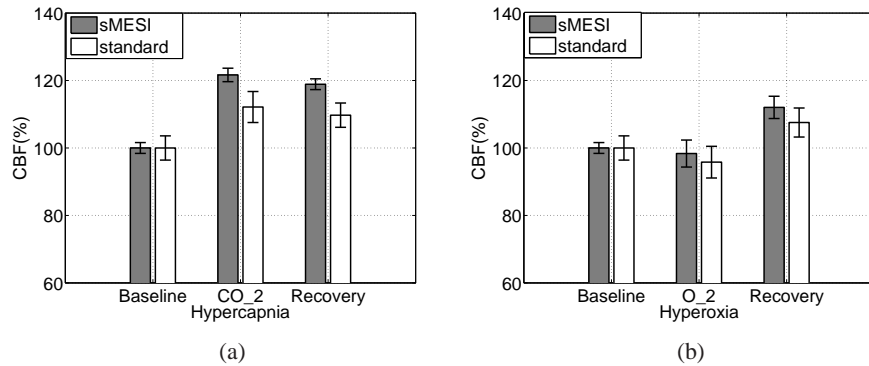 140
120
100
80
60
CBF(%)
sMESI
standard
Baseline CO_2 Recovery
Hypercapnia
(a)
140
120
100
80
60
CBF(%)
sMESI
standard
Baseline O_2 Recovery
Hyperoxia
(b)